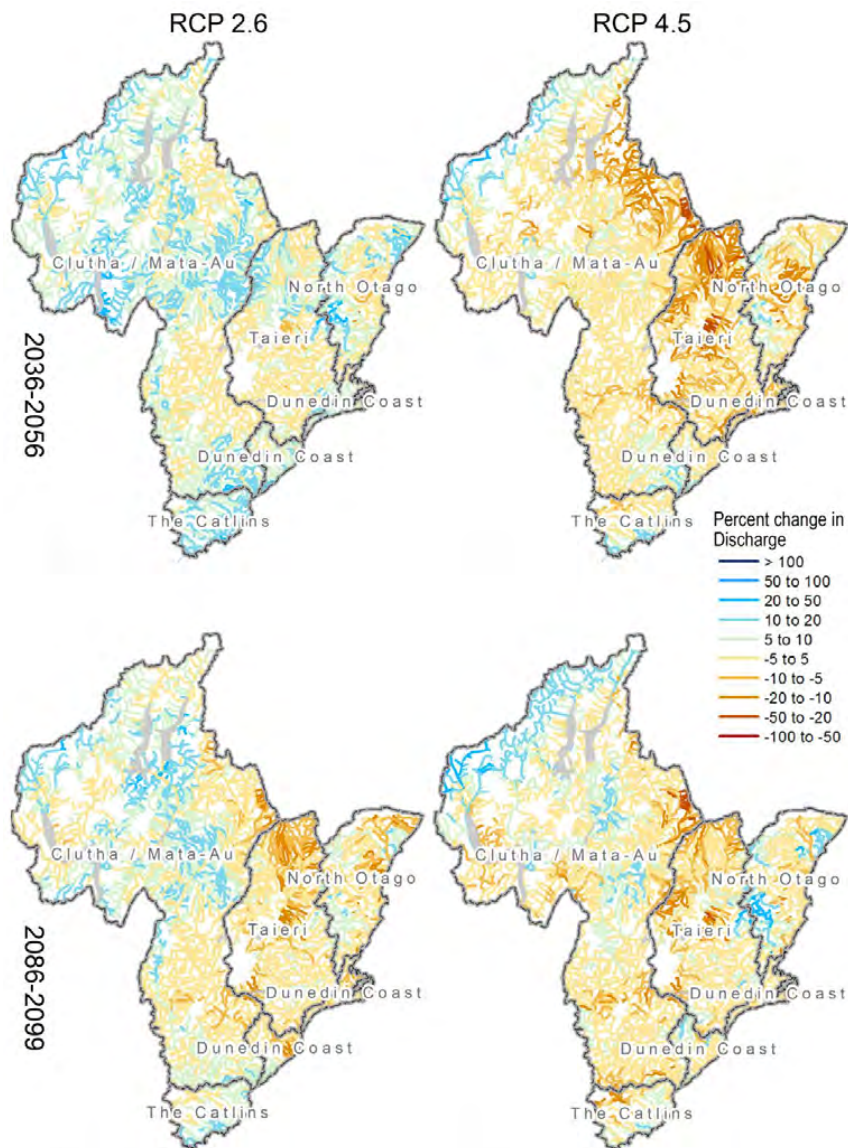 RCP 2.6
RCP 4.5
2036-2056
Clutha / Mata-Au
North Otago
Taieri
Dunedin Coast
Dunedin Coast
The Catlins
Clutha / Mata-Au
North Otago
Taieri
Dunedin Coast
Dunedin Coast
The Catlins
Percent change in
Discharge
> 100
50 to 100
20 to 50
10 to 20
5 to 10
-5 to 5
-10 to -5
-20 to -10
-50 to -20
-100 to -50
2086-2099
Clutha / Mata-Au
North Otago
Taieri
Dunedin Coast
Dunedin Coast
The Catlins
Clutha / Mata-Au
North Otago
Taieri
Dunedin Coast
Dunedin Coast
The Catlins